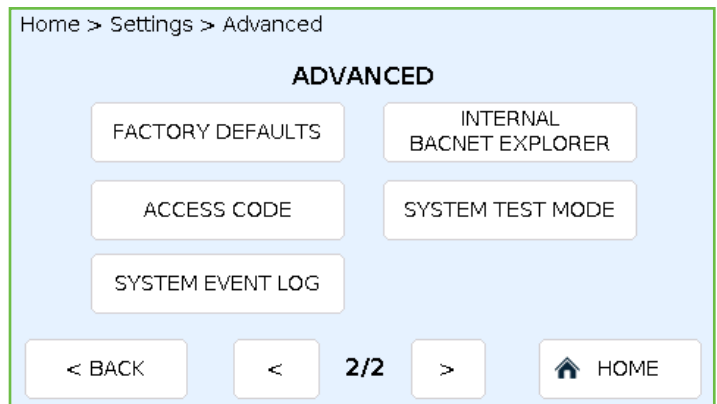 Home > Settings > Advanced
ADVANCED
FACTORY DEFAULTS
INTERNAL
BACNET EXPLORER
ACCESS CODE
SYSTEM TEST MODE
SYSTEM EVENT LOG
< BACK
<
2/2
>
HOME